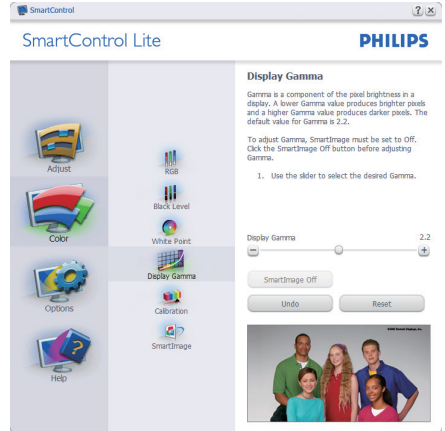 SmartControl
SmartControl Lite
PHILIPS
Adjust
Color
Options
Help
RGB
Black Level
White Point
Display Gamma
Calibration
SmartImage
Display Gamma
Gamma is a component of the pixel brightness in a
display. A lower Gamma value produces brighter pixels
and a higher Gamma value produces darker pixels. The
default value for Gamma is 2.2.
To adjust Gamma, SmartImage must be set to Off.
Click the SmartImage Off button before adjusting
Gamma.
1. Use the slider to select the desired Gamma.
Display Gamma 2.2
SmartImage Off
Undo Reset